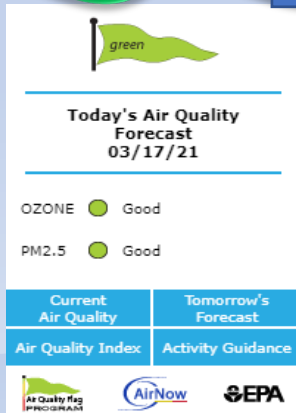 green
Today's Air Quality
Forecast
03/17/21
OZONE Good
PM2.5 Good
Current
Air Quality
Tomorrow's
Forecast
Air Quality Index
Activity Guidance
Air Quality Flag
PROGRAM
AirNow
EPA